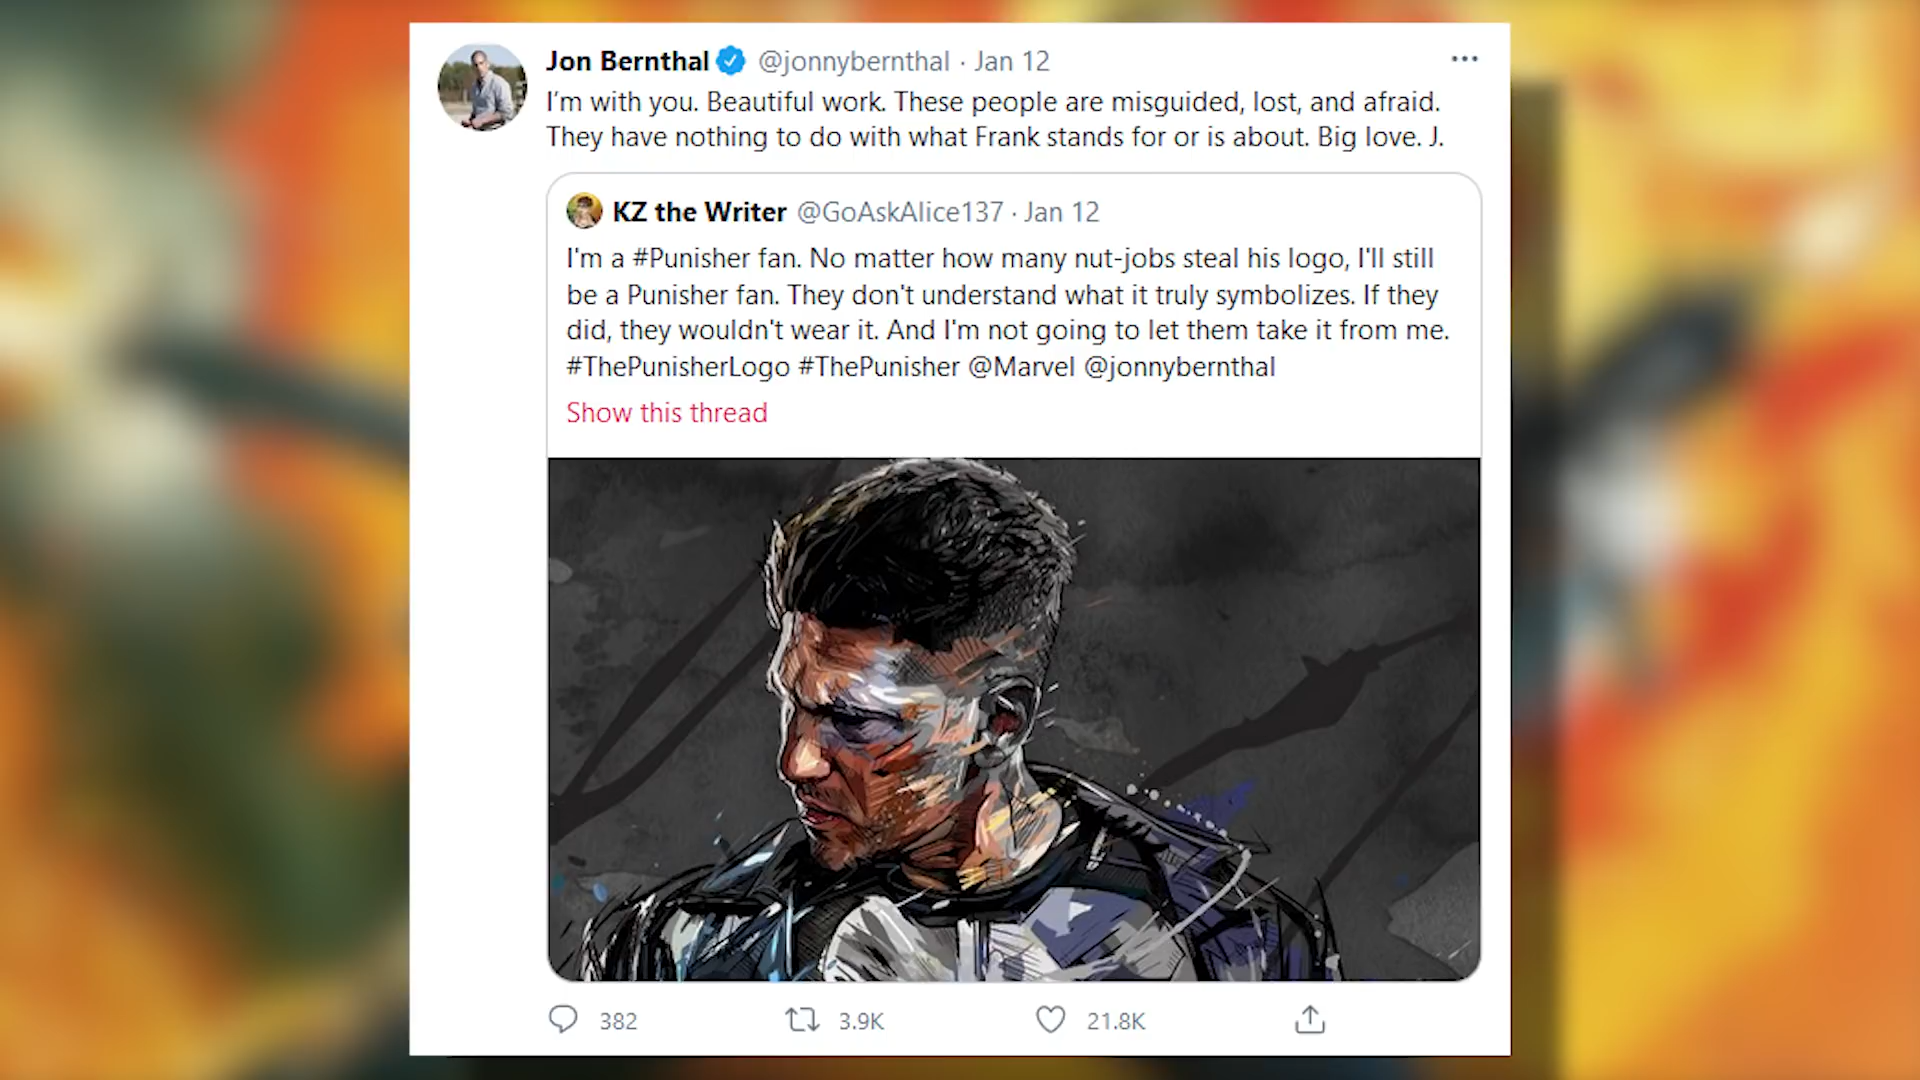 Jon Bernthal @jonnybernthal · Jan 12
I'm with you. Beautiful work. These people are misguided, lost, and afraid.
They have nothing to do with what Frank stands for or is about. Big love. J.
KZ the Writer @GoAskAlice137 · Jan 12
I'm a #Punisher fan. No matter how many nut-jobs steal his logo, I'll still
be a Punisher fan. They don't understand what it truly symbolizes. If they
did, they wouldn't wear it. And I'm not going to let them take it from me.
#ThePunisherLogo #ThePunisher @Marvel @jonnybernthal
Show this thread
382 3.9K 21.8K